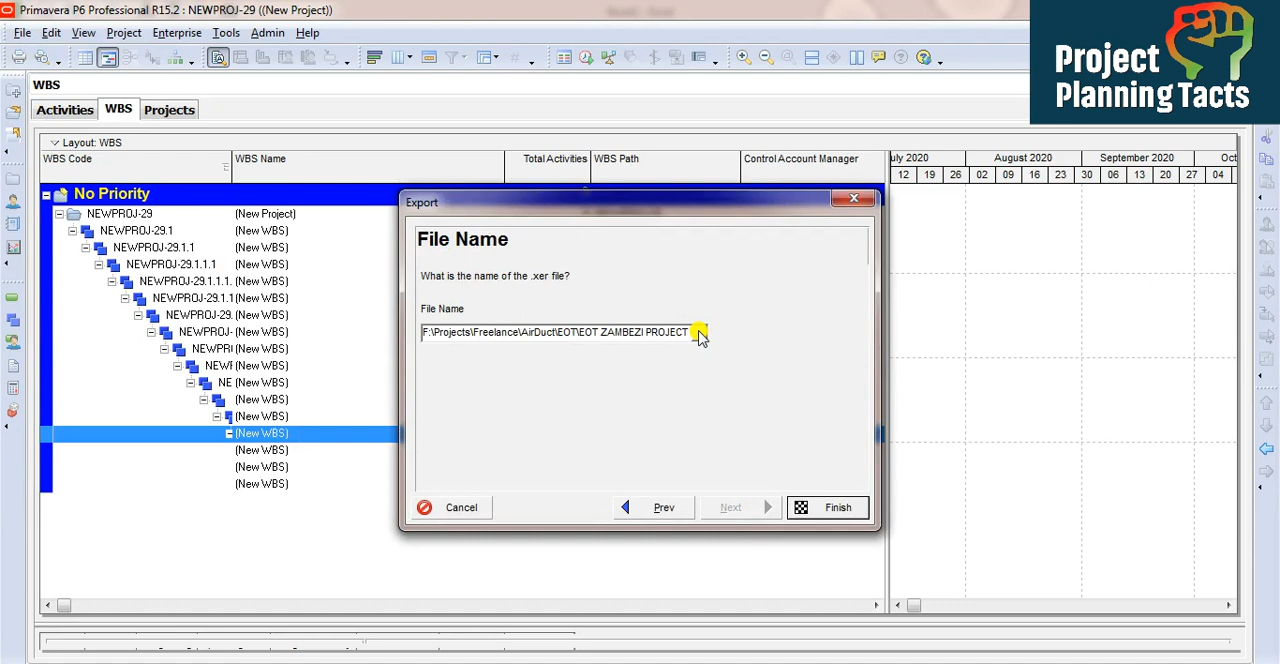 Primavera P6 Professional R15.2 : NEWPROJ-29 ((New Project))
File Edit View Project Enterprise Tools Admin Help
Project
Planning Tacts
WBS
Activities WBS Projects
Layout: WBS
WBS Code WBS Name Total Activities WBS Path Control Account Manager
uly 2020 August 2020 September 2020 Oct
12 19 26 02 09 16 23 30 06 13 20 27 04
No Priority
NEWPROJ-29 (New Project)
NEWPROJ-29.1 (New WBS)
NEWPROJ-29.1.1 (New WBS)
NEWPROJ-29.1.1.1 (New WBS)
NEWPROJ-29.1.1.1. (New WBS)
NEWPROJ-29.1.1 (New WBS)
NEWPROJ-29. (New WBS)
NEWPROJ- (New WBS)
NEWPR (New WBS)
NEWF (New WBS)
NE (New WBS)
(New WBS)
(New WBS)
(New WBS)
(New WBS)
(New WBS)
(New WBS)
Export
File Name
What is the name of the .xer file?
File Name
F:\Projects\Freelance\AirDuct\EOT\EOT ZAMBEZI PROJECT
Cancel Prev Next Finish